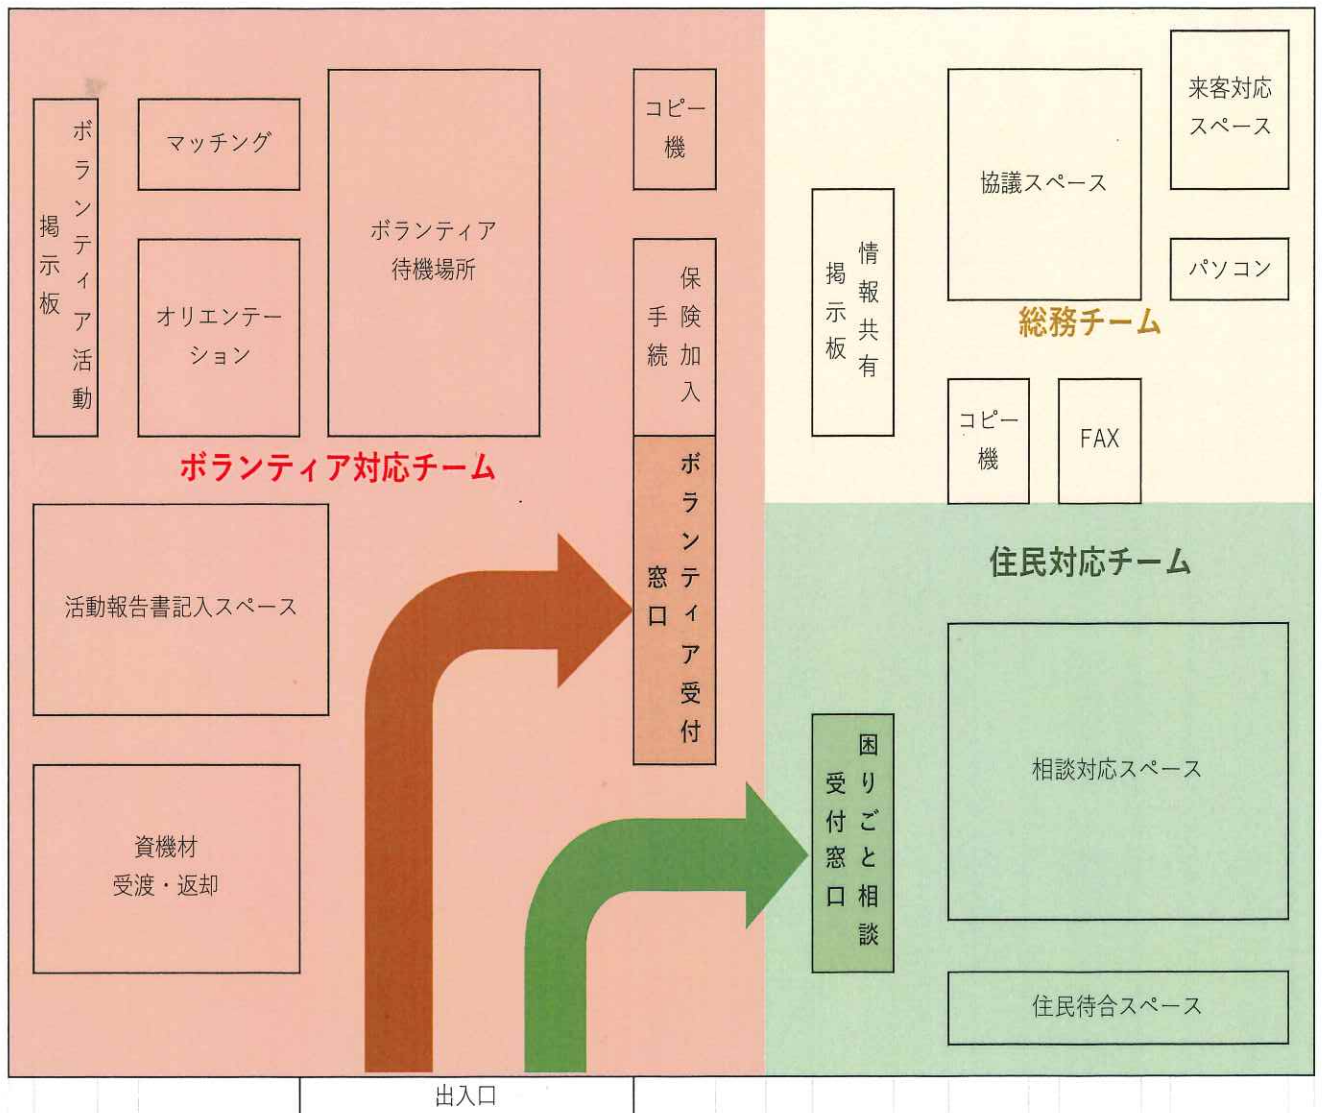 ボランティア活動
掲示板
マッチング
オリエンテー
ション
ボランティア
待機場所
コピー
機
保険加入
手続
ボランティア対応チーム
ボランティア受付
窓口
活動報告書記入スペース
資機材
受渡・返却
来客対応
スペース
協議スペース
パソコン
情報共有
掲示板
総務チーム
コピー
機
FAX
住民対応チーム
相談対応スペース
困りごと相談
受付窓口
住民待合スペース
出入口